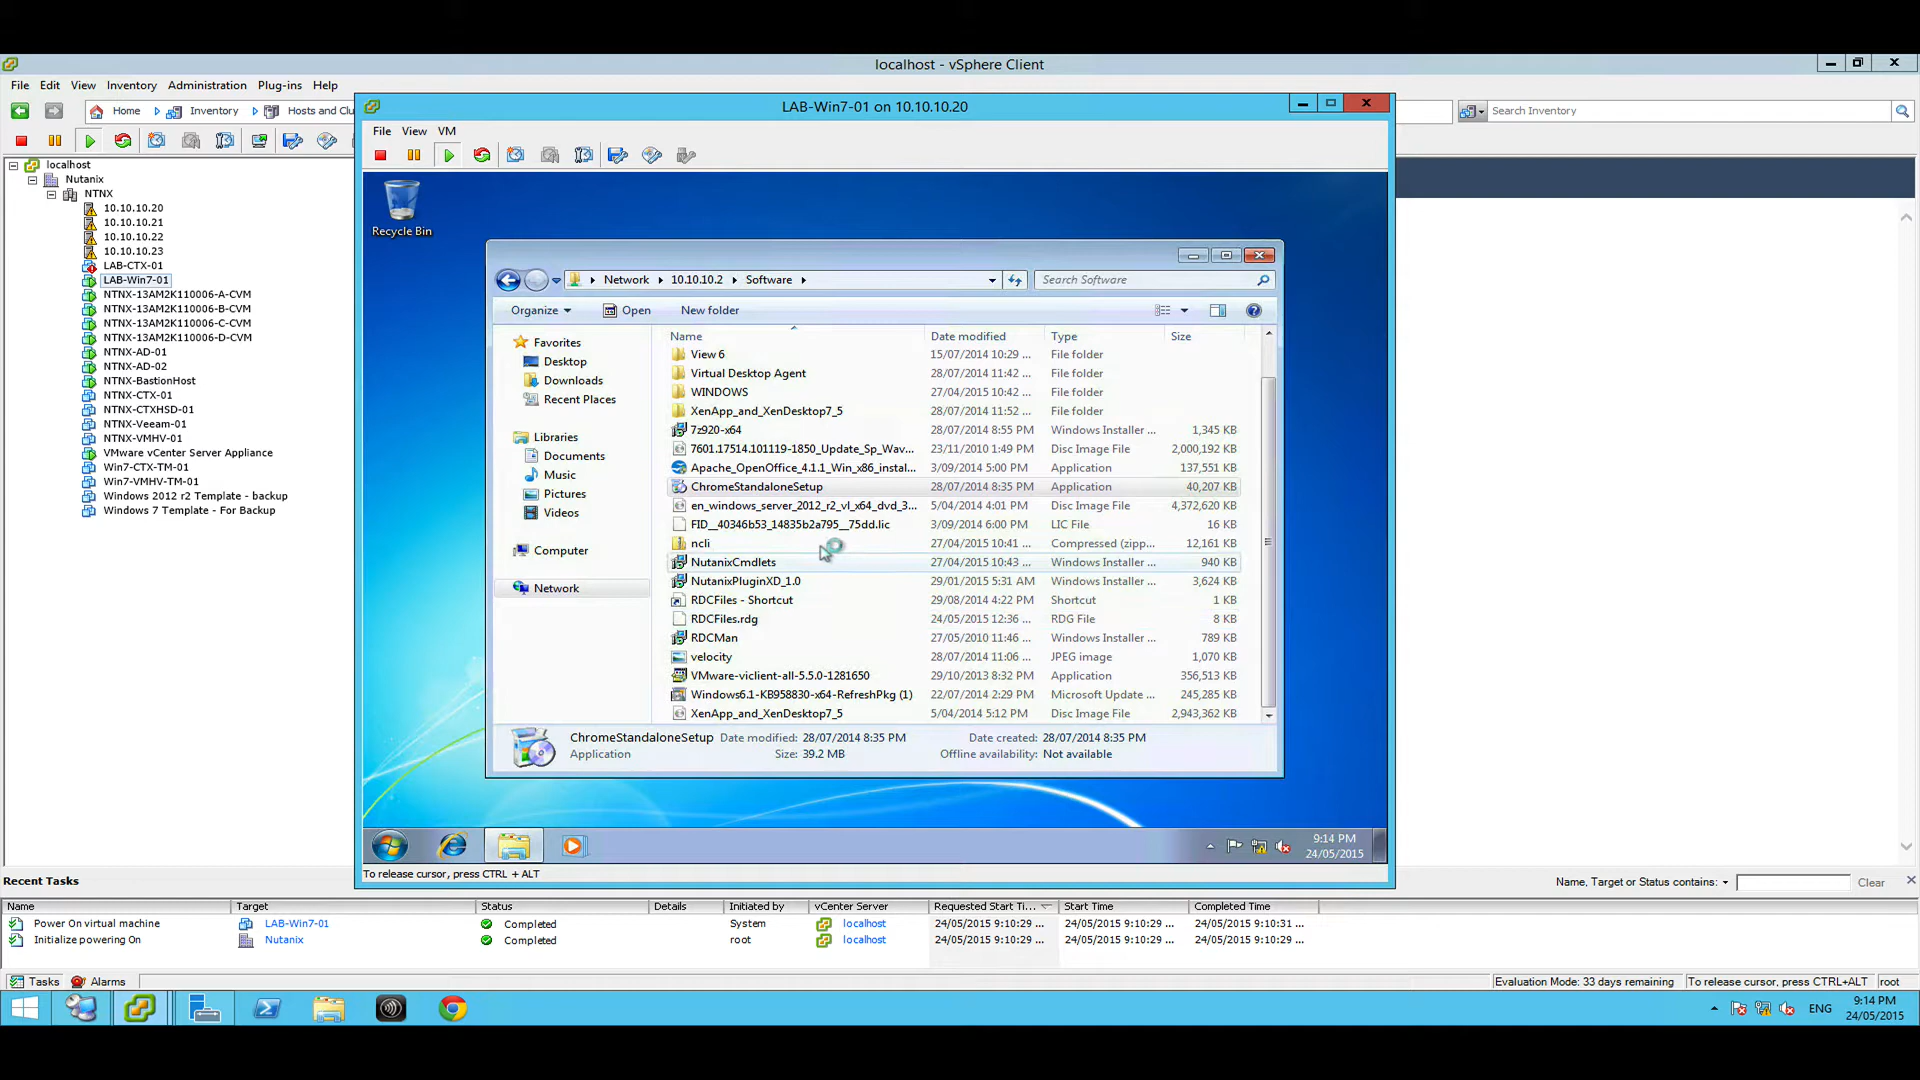 localhost - vSphere Client
File Edit View Inventory Administration Plug-ins Help
Home Inventory Hosts and Clu
Search Inventory
localhost
Nutanix
NTNX
10.10.10.20
10.10.10.21
10.10.10.22
10.10.10.23
LAB-CTX-01
LAB-Win7-01
NTNX-13AM2K110006-A-CVM
NTNX-13AM2K110006-B-CVM
NTNX-13AM2K110006-C-CVM
NTNX-13AM2K110006-D-CVM
NTNX-AD-01
NTNX-AD-02
NTNX-BastionHost
NTNX-CTX-01
NTNX-CTXHSD-01
NTNX-Veeam-01
NTNX-VMHV-01
VMware vCenter Server Appliance
Win7-CTX-TM-01
Win7-VMHV-TM-01
Windows 2012 r2 Template - backup
Windows 7 Template - For Backup
LAB-Win7-01 on 10.10.10.20
File View VM
Recycle Bin
Network 10.10.10.2 Software
Search Software
Organize Open New folder
Favorites
Desktop
Downloads
Recent Places
Libraries
Documents
Music
Pictures
Videos
Computer
Network
Name Date modified Type Size
View 6 15/07/2014 10:29 ... File folder
Virtual Desktop Agent 28/07/2014 11:42 ... File folder
WINDOWS 27/04/2015 10:42 ... File folder
XenApp_and_XenDesktop7_5 28/07/2014 11:52 ... File folder
7z920-x64 28/07/2014 8:55 PM Windows Installer ... 1,345 KB
7601.17514.101119-1850_Update_Sp_Wav... 23/11/2010 1:49 PM Disc Image File 2,000,192 KB
Apache_OpenOffice_4.1.1_Win_x86_instal... 3/09/2014 5:00 PM Application 137,551 KB
ChromeStandaloneSetup 28/07/2014 8:35 PM Application 40,207 KB
en_windows_server_2012_r2_vl_x64_dvd_3... 5/04/2014 4:01 PM Disc Image File 4,372,620 KB
FID__40346b53_14835b2a795__75dd.lic 3/09/2014 6:00 PM LIC File 16 KB
ncli 27/04/2015 10:41 ... Compressed (zipp... 12,161 KB
NutanixCmdlets 27/04/2015 10:43 ... Windows Installer ... 940 KB
NutanixPluginXD_1.0 29/01/2015 5:31 AM Windows Installer ... 3,624 KB
RDCFiles - Shortcut 29/08/2014 4:22 PM Shortcut 1 KB
RDCFiles.rdg 24/05/2015 12:36 ... RDG File 8 KB
RDCMan 27/05/2010 11:46 ... Windows Installer ... 789 KB
velocity 28/07/2014 11:06 ... JPEG image 1,070 KB
VMware-viclient-all-5.5.0-1281650 29/10/2013 8:32 PM Application 356,513 KB
Windows6.1-KB958830-x64-RefreshPkg (1) 22/07/2014 2:29 PM Microsoft Update ... 245,285 KB
XenApp_and_XenDesktop7_5 5/04/2014 5:12 PM Disc Image File 2,943,362 KB
ChromeStandaloneSetup Date modified: 28/07/2014 8:35 PM Date created: 28/07/2014 8:35 PM
Application Size: 39.2 MB Offline availability: Not available
9:14 PM
24/05/2015
To release cursor, press CTRL + ALT
Recent Tasks
Name, Target or Status contains: Clear
Name Target Status Details Initiated by vCenter Server Requested Start Ti... Start Time Completed Time
Power On virtual machine LAB-Win7-01 Completed System localhost 24/05/2015 9:10:29 ... 24/05/2015 9:10:29 ... 24/05/2015 9:10:31 ...
Initialize powering On Nutanix Completed root localhost 24/05/2015 9:10:29 ... 24/05/2015 9:10:29 ... 24/05/2015 9:10:29 ...
Tasks Alarms
Evaluation Mode: 33 days remaining To release cursor, press CTRL+ALT root
ENG
9:14 PM
24/05/2015